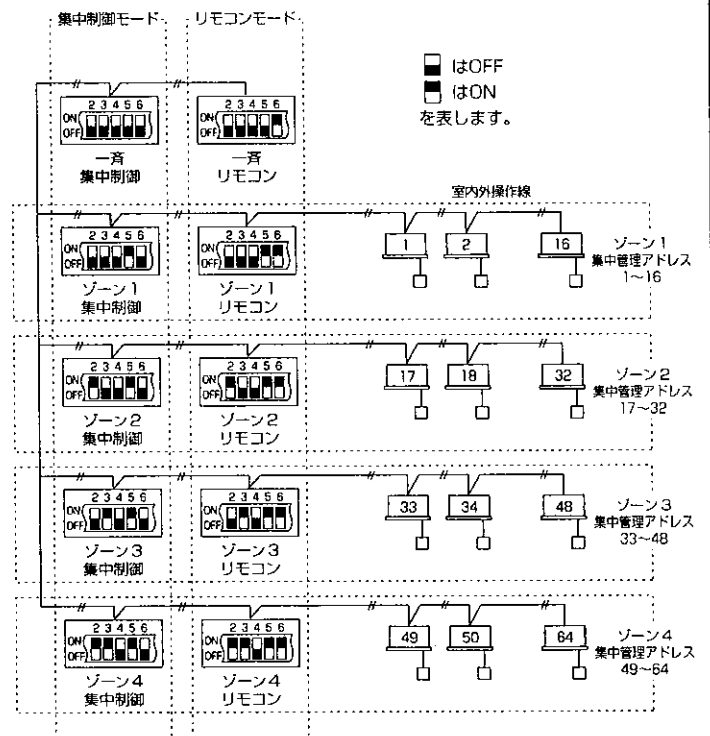 集中制御モード
リモコンモード
はOFF
はON
を表します。
2 3 4 5 6
ON
OFF
一斉
集中制御
2 3 4 5 6
ON
OFF
一斉
リモコン
室内外操作線
2 3 4 5 6
ON
OFF
ゾーン1
集中制御
2 3 4 5 6
ON
OFF
ゾーン1
リモコン
1
2
16
ゾーン1
集中管理アドレス
1～16
2 3 4 5 6
ON
OFF
ゾーン2
集中制御
2 3 4 5 6
ON
OFF
ゾーン2
リモコン
17
18
32
ゾーン2
集中管理アドレス
17～32
2 3 4 5 6
ON
OFF
ゾーン3
集中制御
2 3 4 5 6
ON
OFF
ゾーン3
リモコン
33
34
48
ゾーン3
集中管理アドレス
33～48
2 3 4 5 6
ON
OFF
ゾーン4
集中制御
2 3 4 5 6
ON
OFF
ゾーン4
リモコン
49
50
64
ゾーン4
集中管理アドレス
49～64